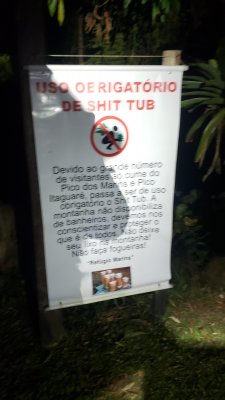 USO OBRIGATÓRIO
DE SHIT TUB
Devido ao grande número
de visitantes ao cume do
Pico dos Marins e Pico
Itaguaré, passa a ser de uso
obrigatório o Shit Tub. A
montanha não disponibiliza
de banheiros, devemos nos
conscientizar e proteger o
que é de todos. Não deixe
seu lixo na montanha!
Não faça fogueiras!
"Refúgio Marins"